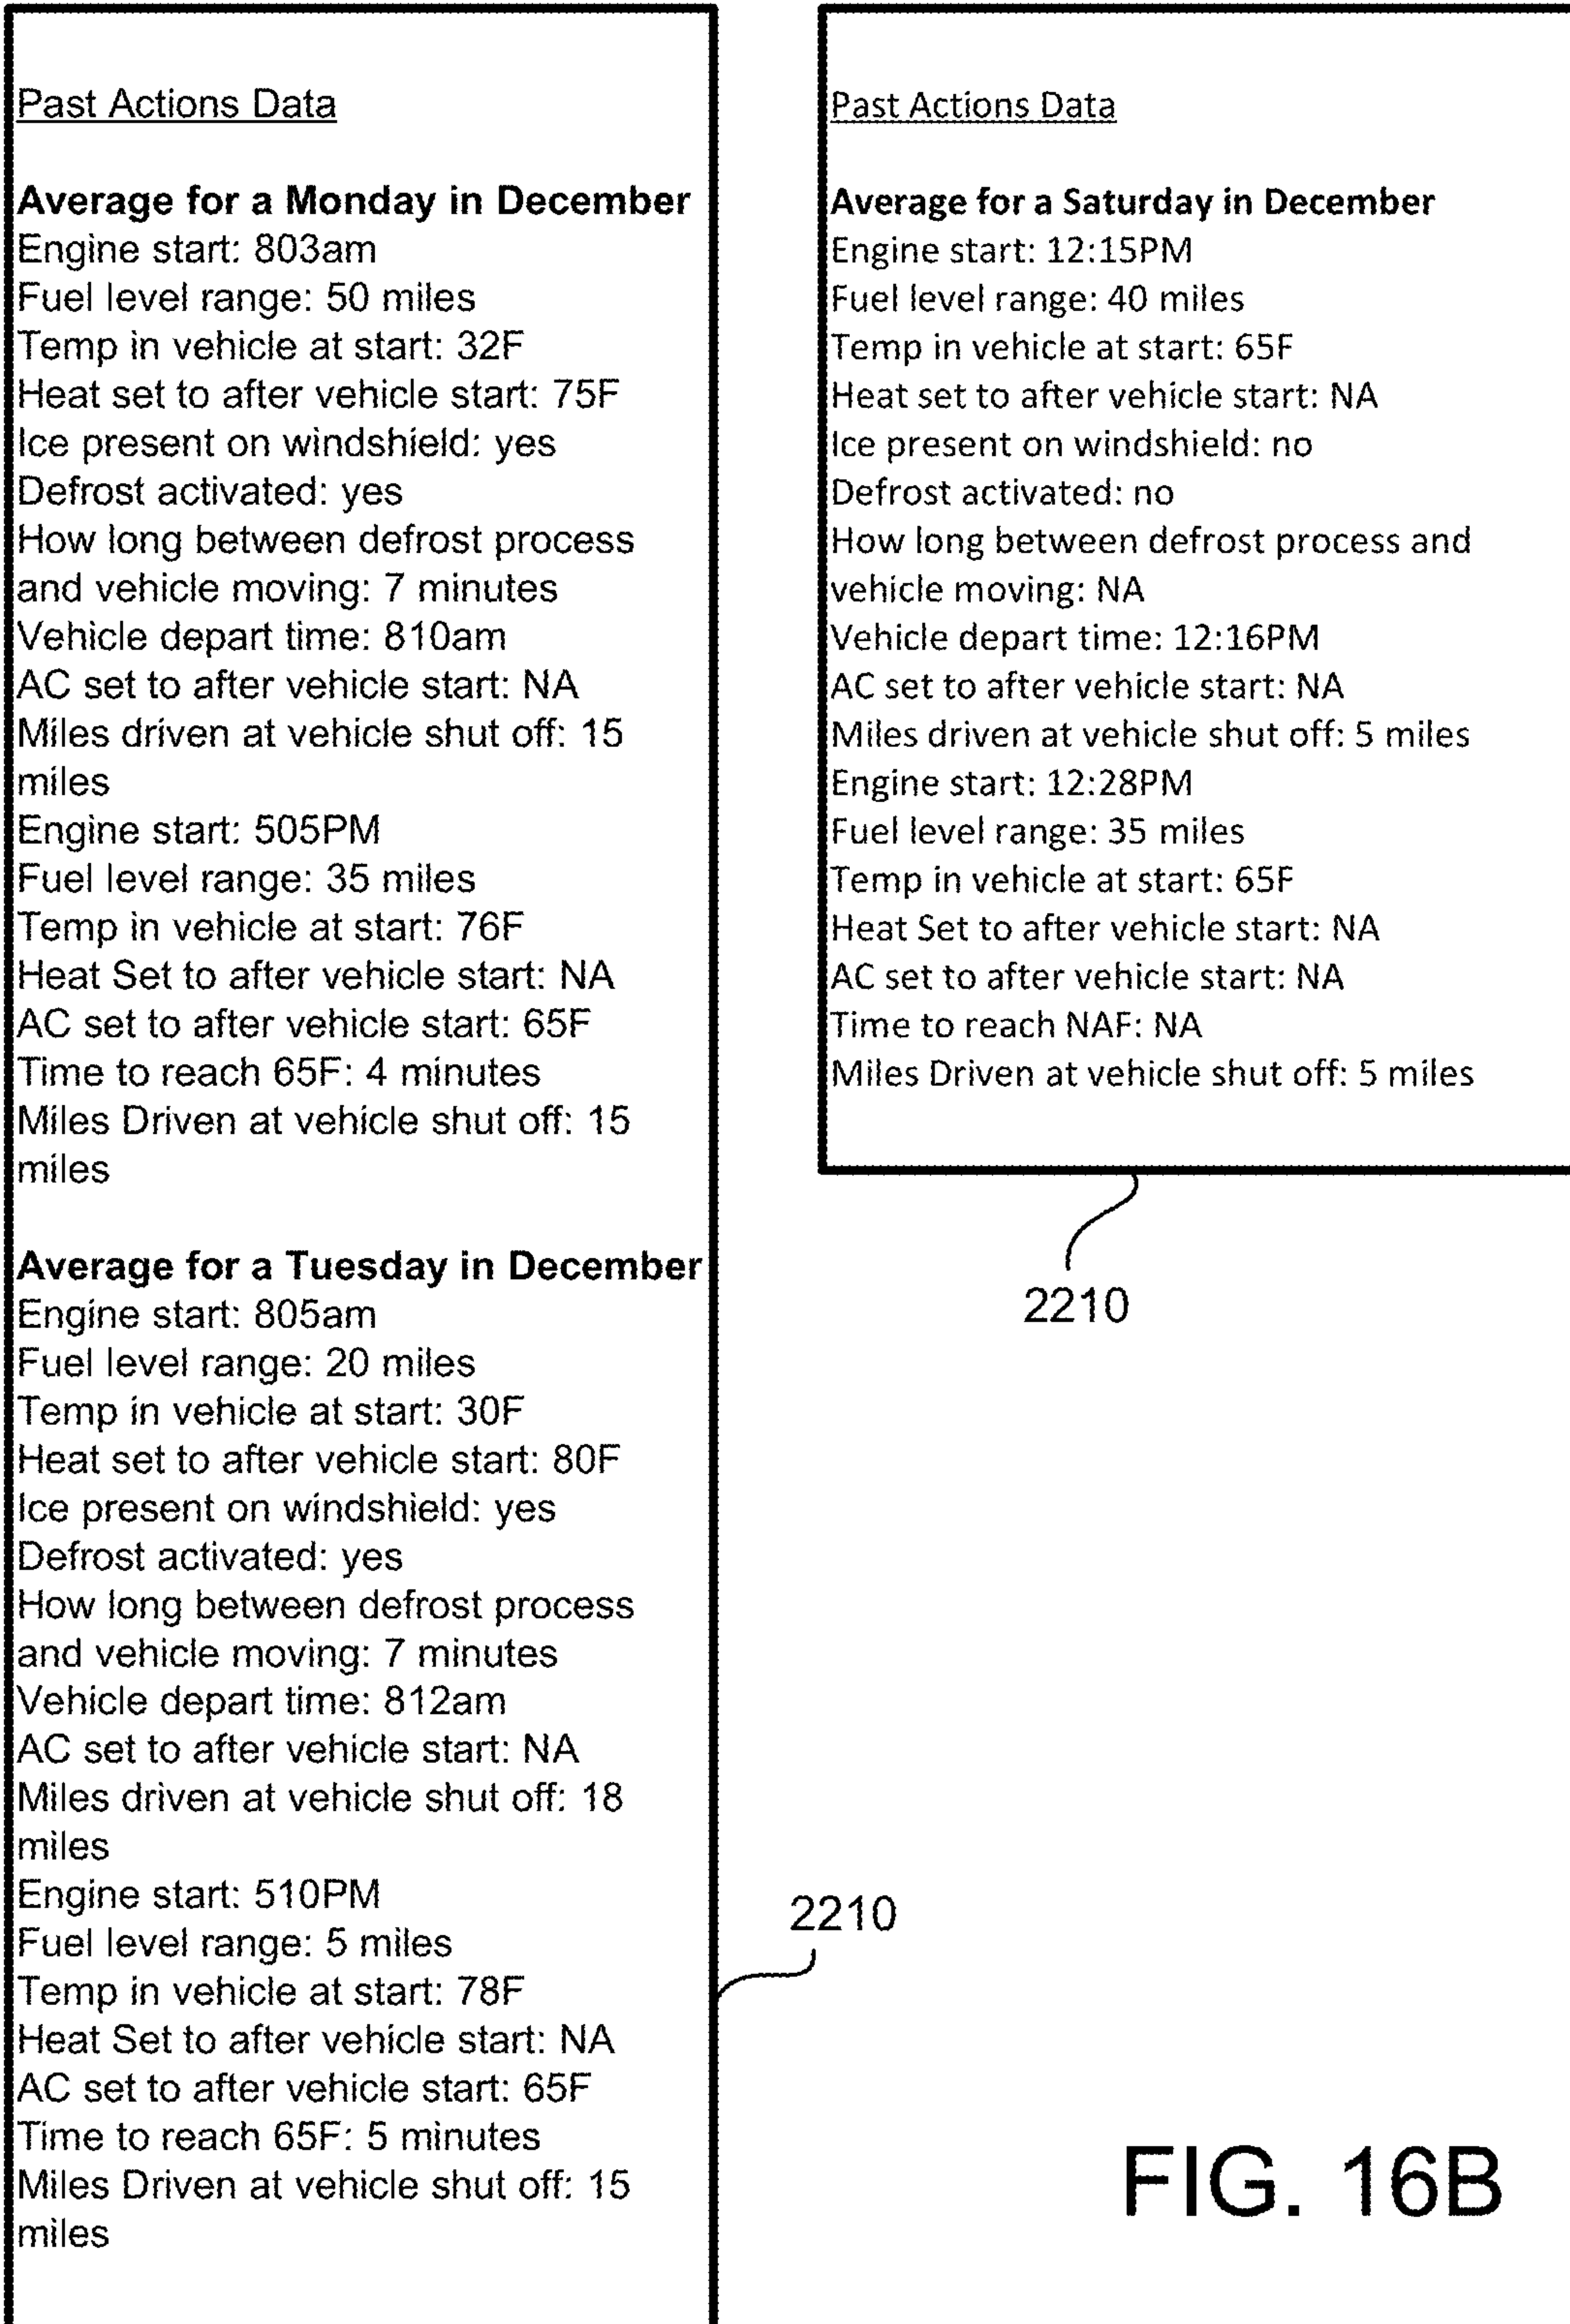 Past Actions Data
Average for a Monday in December
Engine start: 803am
Fuel level range: 50 miles
Temp in vehicle at start: 32F
Heat set to after vehicle start: 75F
Ice present on windshield: yes
Defrost activated: yes
How long between defrost process
and vehicle moving: 7 minutes
Vehicle depart time: 810am
AC set to after vehicle start: NA
Miles driven at vehicle shut off: 15
miles
Engine start: 505PM
Fuel level range: 35 miles
Temp in vehicle at start: 76F
Heat Set to after vehicle start: NA
AC set to after vehicle start: 65F
Time to reach 65F: 4 minutes
Miles Driven at vehicle shut off: 15
miles
Average for a Tuesday in December
Engine start: 805am
Fuel level range: 20 miles
Temp in vehicle at start: 30F
Heat set to after vehicle start: 80F
Ice present on windshield: yes
Defrost activated: yes
How long between defrost process
and vehicle moving: 7 minutes
Vehicle depart time: 812am
AC set to after vehicle start: NA
Miles driven at vehicle shut off: 18
miles
Engine start: 510PM
Fuel level range: 5 miles
Temp in vehicle at start: 78F
Heat Set to after vehicle start: NA
AC set to after vehicle start: 65F
Time to reach 65F: 5 minutes
Miles Driven at vehicle shut off: 15
miles
2210
Past Actions Data
Average for a Saturday in December
Engine start: 12:15PM
Fuel level range: 40 miles
Temp in vehicle at start: 65F
Heat set to after vehicle start: NA
Ice present on windshield: no
Defrost activated: no
How long between defrost process and
vehicle moving: NA
Vehicle depart time: 12:16PM
AC set to after vehicle start: NA
Miles driven at vehicle shut off: 5 miles
Engine start: 12:28PM
Fuel level range: 35 miles
Temp in vehicle at start: 65F
Heat Set to after vehicle start: NA
AC set to after vehicle start: NA
Time to reach NAF: NA
Miles Driven at vehicle shut off: 5 miles
2210
FIG. 16B